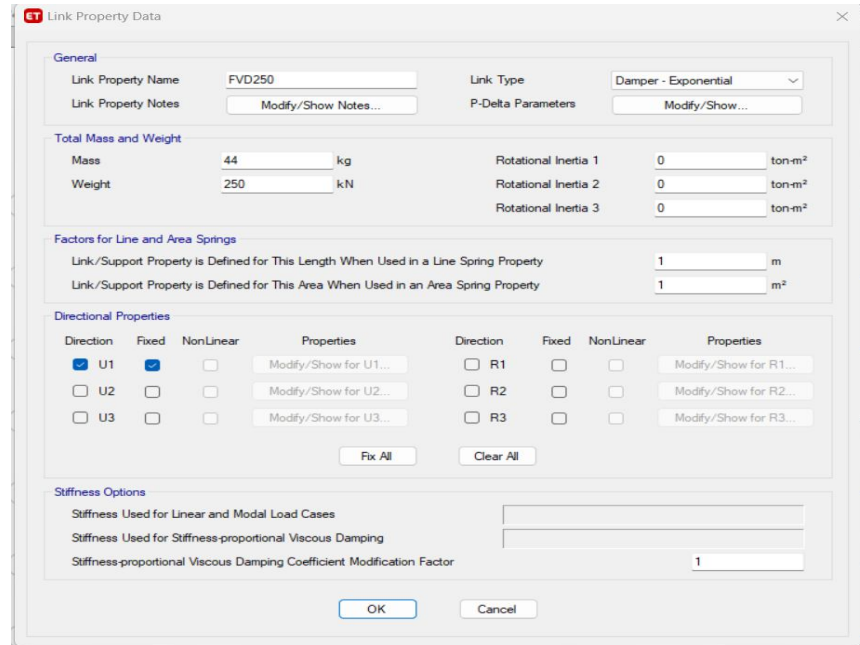 ET Link Property Data
General
Link Property Name FVD250 Link Type Damper - Exponential
Link Property Notes Modify/Show Notes... P-Delta Parameters Modify/Show...
Total Mass and Weight
Mass 44 kg Rotational Inertia 1 0 ton-m²
Weight 250 kN Rotational Inertia 2 0 ton-m²
Rotational Inertia 3 0 ton-m²
Factors for Line and Area Springs
Link/Support Property is Defined for This Length When Used in a Line Spring Property 1 m
Link/Support Property is Defined for This Area When Used in an Area Spring Property 1 m²
Directional Properties
Direction Fixed NonLinear Properties Direction Fixed NonLinear Properties
U1 Modify/Show for U1... R1 Modify/Show for R1...
U2 Modify/Show for U2... R2 Modify/Show for R2...
U3 Modify/Show for U3... R3 Modify/Show for R3...
Fix All Clear All
Stiffness Options
Stiffness Used for Linear and Modal Load Cases
Stiffness Used for Stiffness-proportional Viscous Damping
Stiffness-proportional Viscous Damping Coefficient Modification Factor 1
OK Cancel